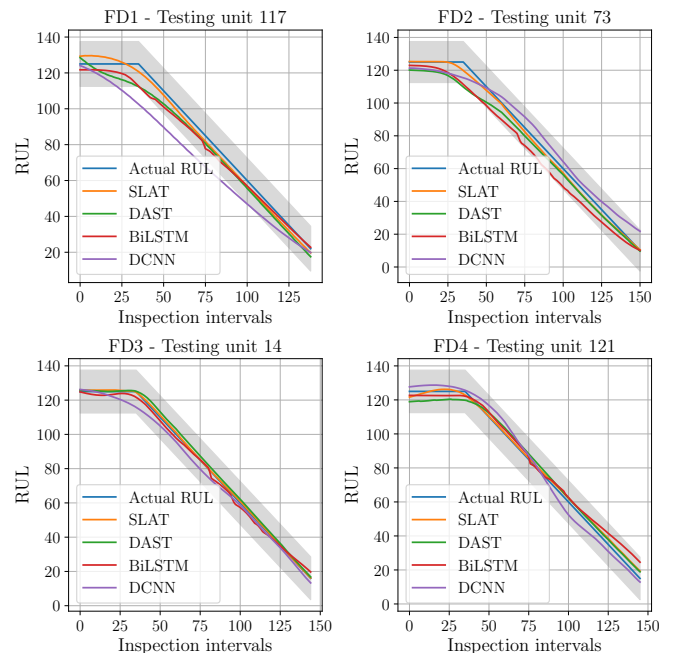 FD1 - Testing unit 117
140
120
100
80
60
40
20
RUL
Actual RUL
SLAT
DAST
BiLSTM
DCNN
0 25 50 75 100 125
Inspection intervals
FD2 - Testing unit 73
140
120
100
80
60
40
20
0
RUL
Actual RUL
SLAT
DAST
BiLSTM
DCNN
0 25 50 75 100 125 150
Inspection intervals
FD3 - Testing unit 14
140
120
100
80
60
40
20
0
RUL
Actual RUL
SLAT
DAST
BiLSTM
DCNN
0 25 50 75 100 125 150
Inspection intervals
FD4 - Testing unit 121
140
120
100
80
60
40
20
0
RUL
Actual RUL
SLAT
DAST
BiLSTM
DCNN
0 25 50 75 100 125 150
Inspection intervals